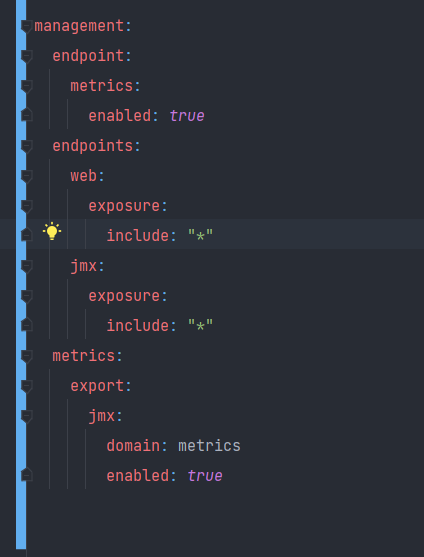 management:
  endpoint:
    metrics:
      enabled: true
  endpoints:
    web:
      exposure:
        include: "*"
    jmx:
      exposure:
        include: "*"
  metrics:
    export:
      jmx:
        domain: metrics
        enabled: true